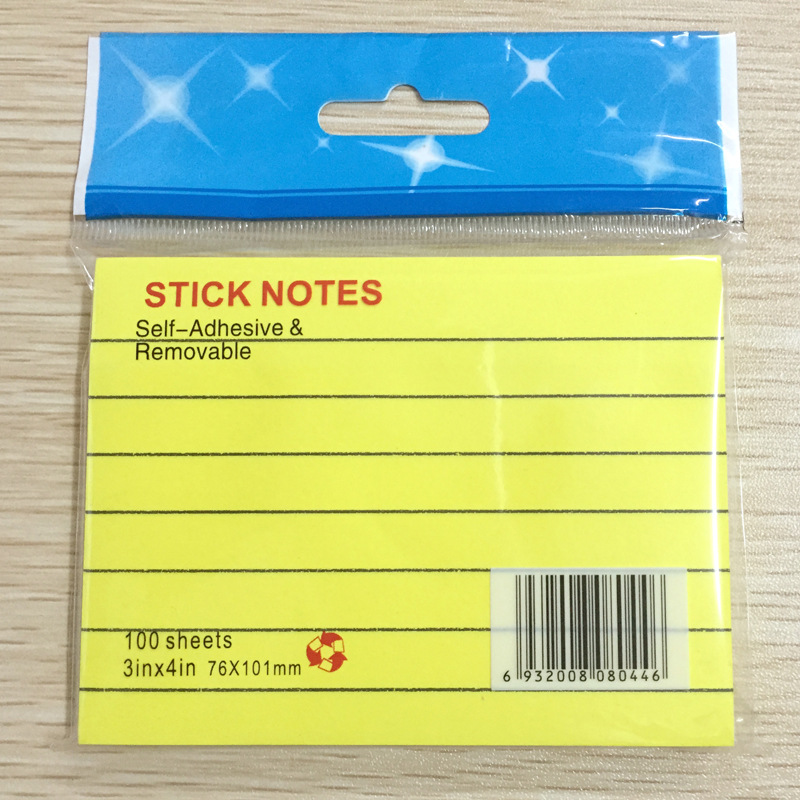 STICK NOTES
Self-Adhesive &
Removable
100 sheets
3inx4in 76X101mm
6 932008 080446